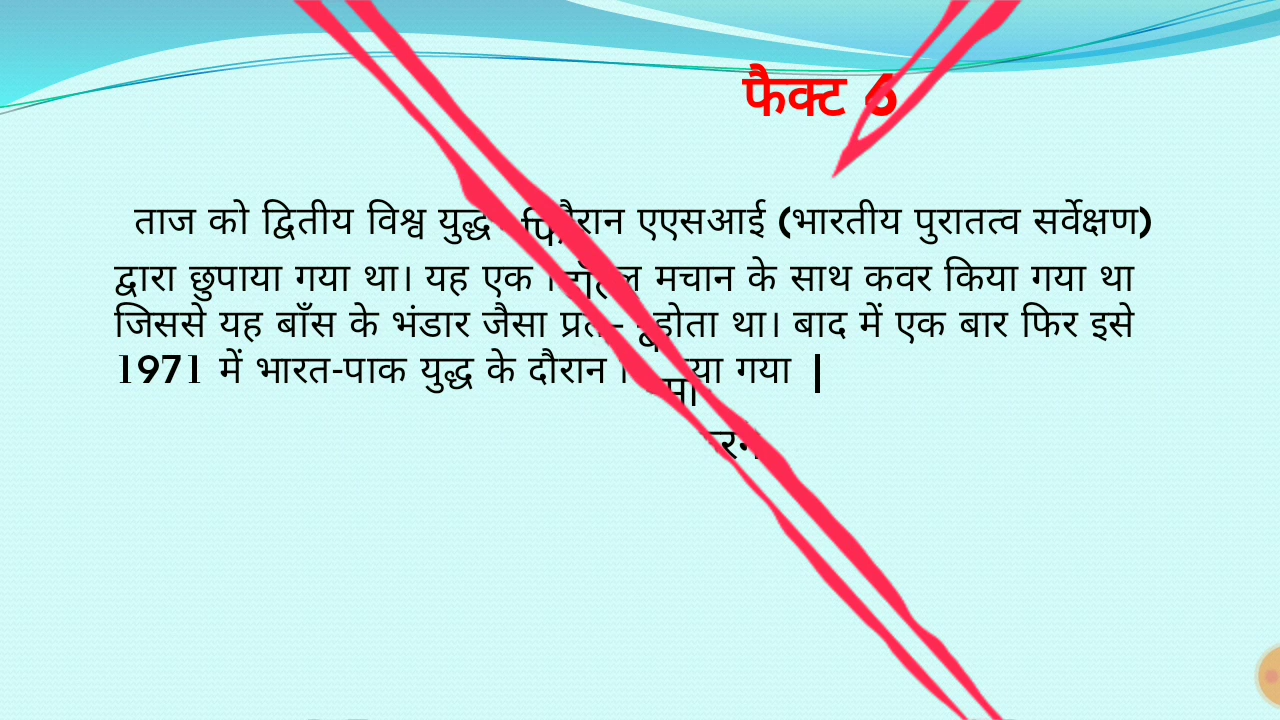 फैक्ट 6
ताज को द्वितीय विश्व युद्ध दौरान एएसआई (भारतीय पुरातत्व सर्वेक्षण)
द्वारा छुपाया गया था। यह एक मचान के साथ कवर किया गया था
जिससे यह बाँस के भंडार जैसा होता था। बाद में एक बार फिर इसे
1971 में भारत-पाक युद्ध के दौरान गया |